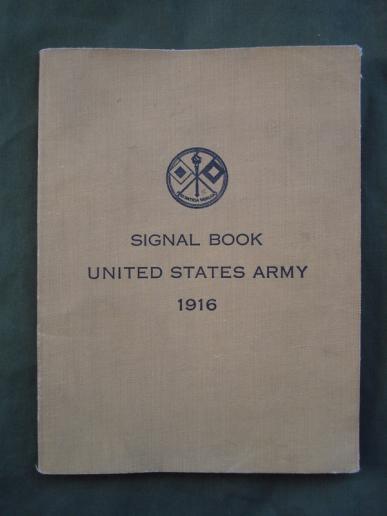 SIGNAL BOOK
UNITED STATES ARMY
1916